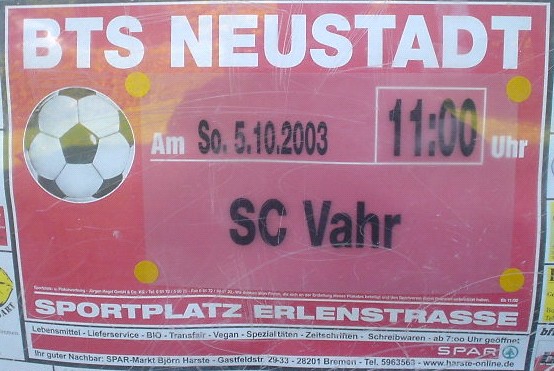 BTS NEUSTADT
Am So. 5.10.2003 11:00 Uhr
SC Vahr
SPORTPLATZ ERLENSTRASSE
Lebensmittel - Lieferservice - BIO - Transfair - Vegan - Spezialitäten - Zeitschriften - Schreibwaren - ab 7:00 Uhr geöffnet
SPAR
Ihr guter Nachbar: SPAR-Markt Björn Harste - Gastfeldstr. 29-33 - 28201 Bremen - Tel. 5963563 - www.harste-online.de